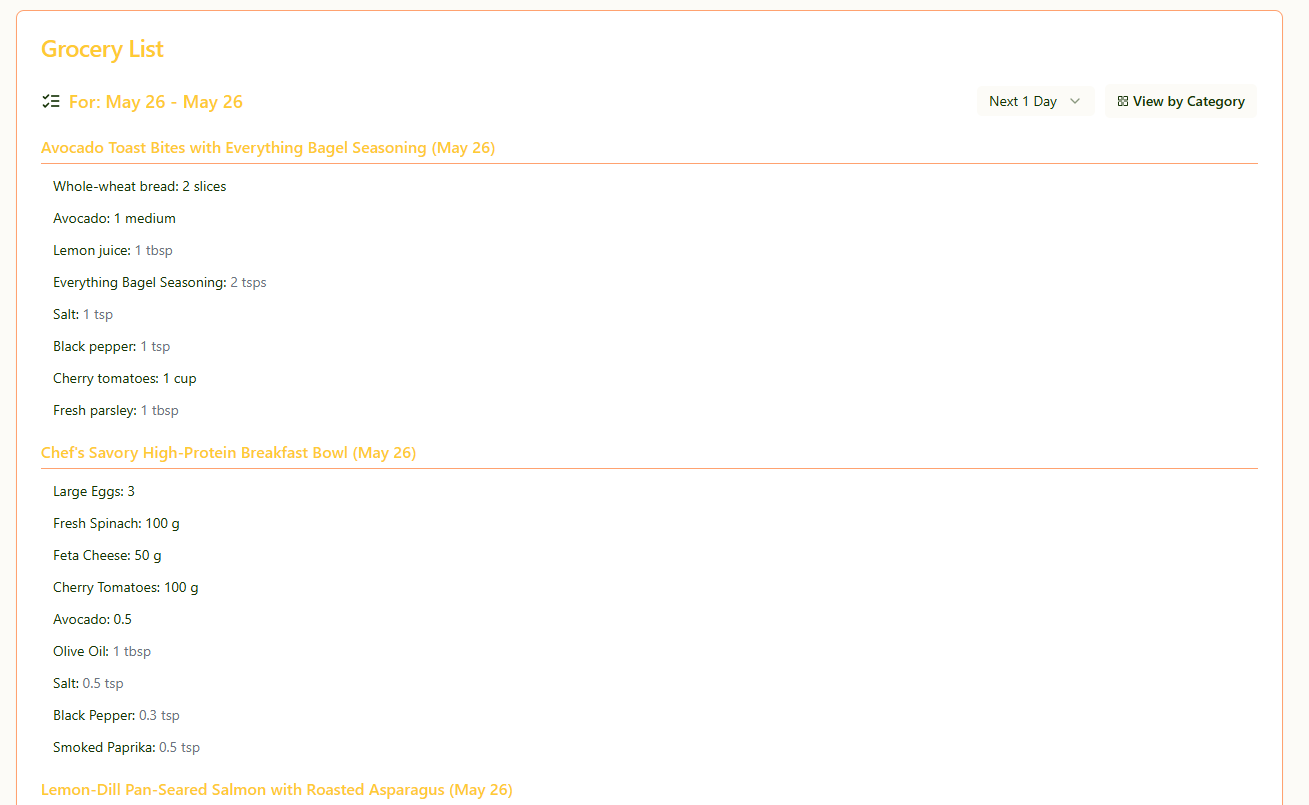 Grocery List
For: May 26 - May 26
Next 1 Day
View by Category
Avocado Toast Bites with Everything Bagel Seasoning (May 26)
Whole-wheat bread: 2 slices
Avocado: 1 medium
Lemon juice: 1 tbsp
Everything Bagel Seasoning: 2 tsps
Salt: 1 tsp
Black pepper: 1 tsp
Cherry tomatoes: 1 cup
Fresh parsley: 1 tbsp
Chef's Savory High-Protein Breakfast Bowl (May 26)
Large Eggs: 3
Fresh Spinach: 100 g
Feta Cheese: 50 g
Cherry Tomatoes: 100 g
Avocado: 0.5
Olive Oil: 1 tbsp
Salt: 0.5 tsp
Black Pepper: 0.3 tsp
Smoked Paprika: 0.5 tsp
Lemon-Dill Pan-Seared Salmon with Roasted Asparagus (May 26)